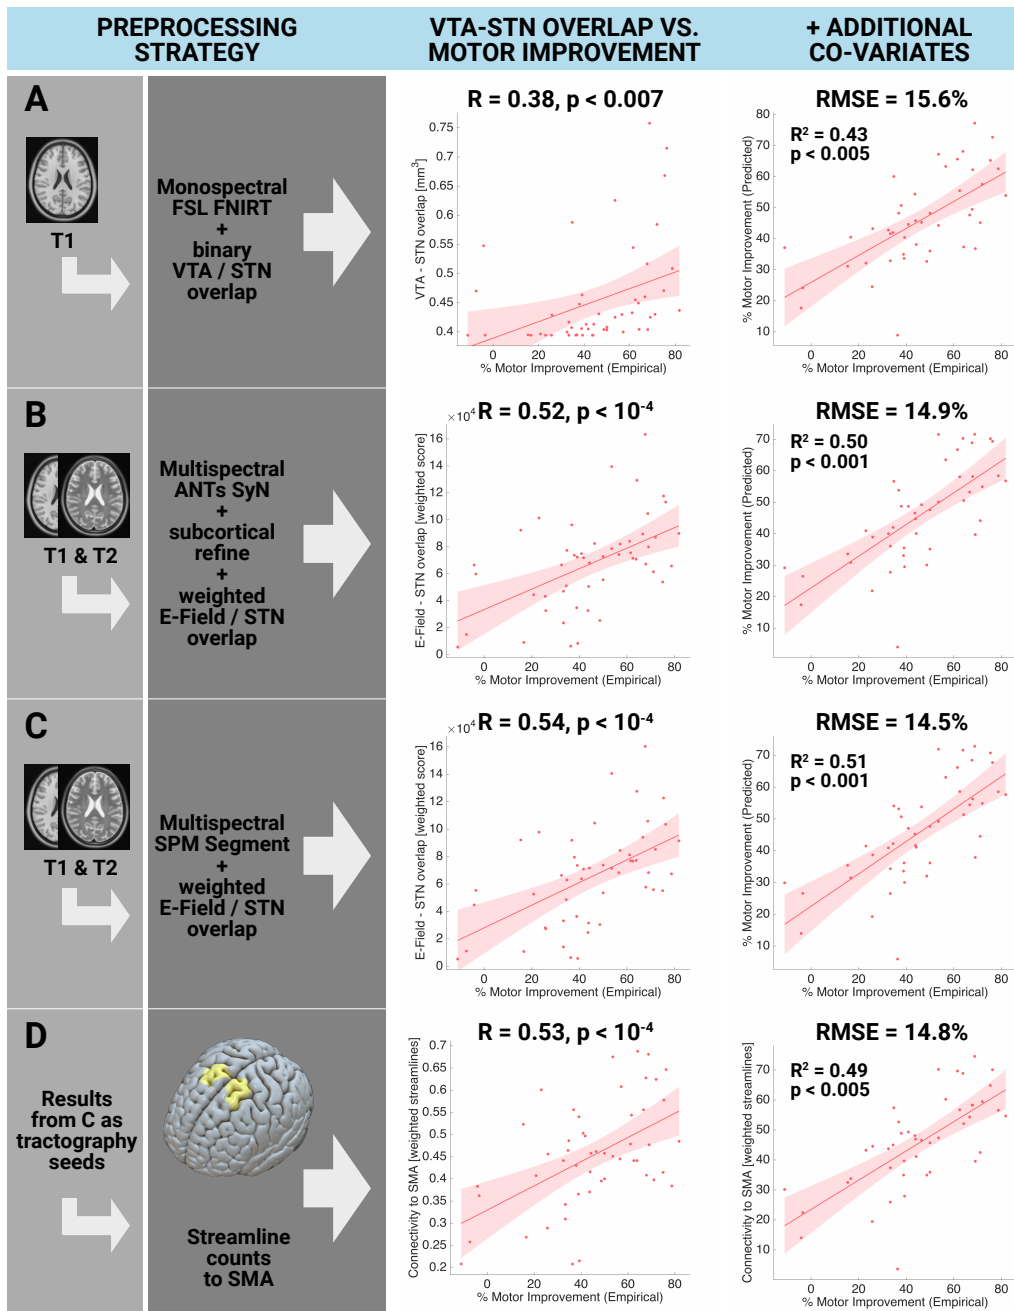 PREPROCESSING
STRATEGY
VTA-STN OVERLAP VS.
MOTOR IMPROVEMENT
+ ADDITIONAL
CO-VARIATES
A
T1
Monospectral
FSL FNIRT
+
binary
VTA / STN
overlap
R = 0.38, p < 0.007
VTA - STN overlap [mm³]
0.75
0.7
0.65
0.6
0.55
0.5
0.45
0.4
0 20 40 60 80
% Motor Improvement (Empirical)
RMSE = 15.6%
R² = 0.43
p < 0.005
% Motor Improvement (Predicted)
80
70
60
50
40
30
20
10
0 20 40 60 80
% Motor Improvement (Empirical)
B
T1 & T2
Multispectral
ANTs SyN
+
subcortical
refine
+
weighted
E-Field / STN
overlap
R = 0.52, p < 10⁻⁴
×10⁴
E-Field - STN overlap [weighted score]
16
14
12
10
8
6
4
2
0
0 20 40 60 80
% Motor Improvement (Empirical)
RMSE = 14.9%
R² = 0.50
p < 0.001
% Motor Improvement (Predicted)
70
60
50
40
30
20
10
0 20 40 60 80
% Motor Improvement (Empirical)
C
T1 & T2
Multispectral
SPM Segment
+
weighted
E-Field / STN
overlap
R = 0.54, p < 10⁻⁴
×10⁴
E-Field - STN overlap [weighted score]
16
14
12
10
8
6
4
2
0
0 20 40 60 80
% Motor Improvement (Empirical)
RMSE = 14.5%
R² = 0.51
p < 0.001
% Motor Improvement (Predicted)
70
60
50
40
30
20
10
0 20 40 60 80
% Motor Improvement (Empirical)
D
Results
from C as
tractography
seeds
Streamline
counts
to SMA
R = 0.53, p < 10⁻⁴
Connectivity to SMA [weighted streamlines]
0.7
0.65
0.6
0.55
0.5
0.45
0.4
0.35
0.3
0.25
0.2
0 20 40 60 80
% Motor Improvement (Empirical)
RMSE = 14.8%
R² = 0.49
p < 0.005
Connectivity to SMA [weighted streamlines]
70
60
50
40
30
20
10
0 20 40 60 80
% Motor Improvement (Empirical)